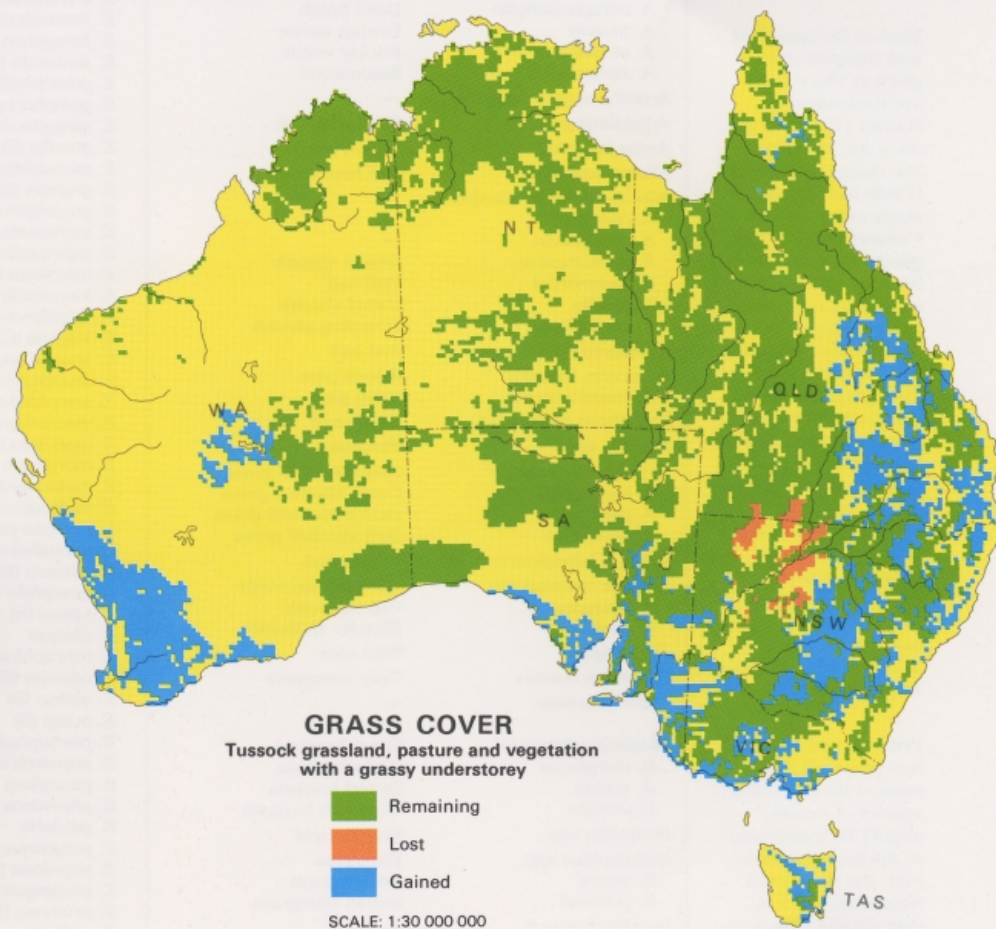 NT
QLD
WA
SA
NSW
VIC
TAS
GRASS COVER
Tussock grassland, pasture and vegetation
with a grassy understorey
Remaining
Lost
Gained
SCALE: 1:30 000 000